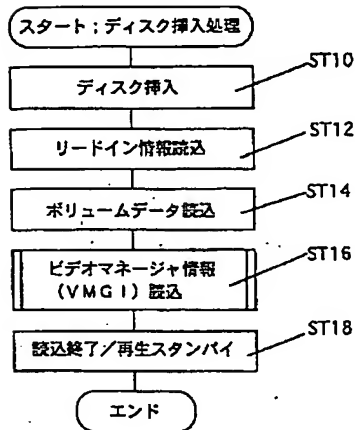 スタート；ディスク挿入処理
ST10
ディスク挿入
ST12
リードイン情報読込
ST14
ボリュームデータ読込
ST16
ビデオマネージャ情報
（VMGI）読込
ST18
読込終了/再生スタンバイ
エンド